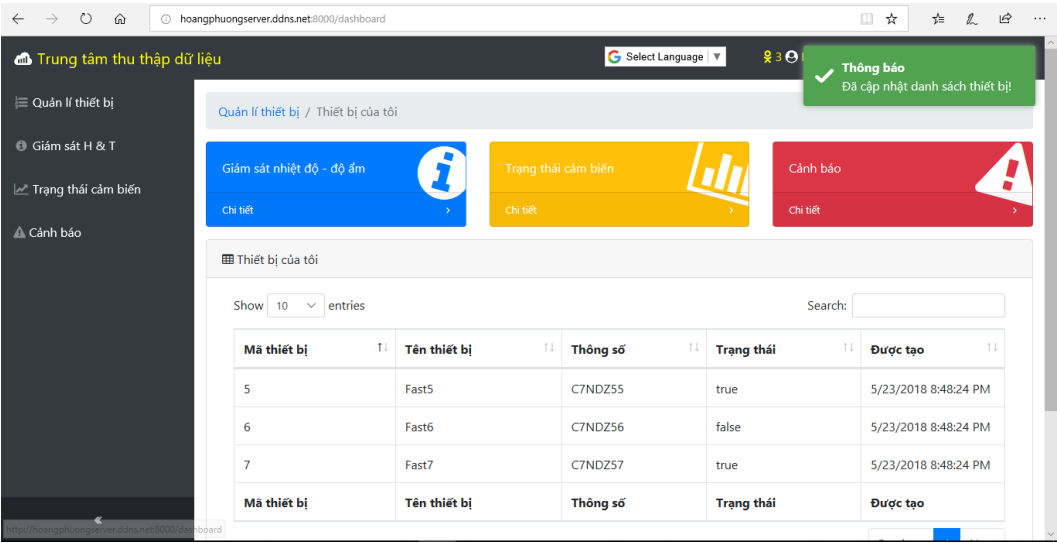 hoangphuongserver.ddns.net:8000/dashboard
Trung tâm thu thập dữ liệu
Select Language
3
Thông báo
Đã cập nhật danh sách thiết bị!
Quản lí thiết bị
Giám sát H & T
Trạng thái cảm biến
Cảnh báo
Quản lí thiết bị / Thiết bị của tôi
Giám sát nhiệt độ - độ ẩm
Chi tiết
Trạng thái cảm biến
Chi tiết
Cảnh báo
Chi tiết
Thiết bị của tôi
Show 10 entries
Search:
Mã thiết bị Tên thiết bị Thông số Trạng thái Được tạo
5 Fast5 C7NDZ55 true 5/23/2018 8:48:24 PM
6 Fast6 C7NDZ56 false 5/23/2018 8:48:24 PM
7 Fast7 C7NDZ57 true 5/23/2018 8:48:24 PM
Mã thiết bị Tên thiết bị Thông số Trạng thái Được tạo
http://hoangphuongserver.ddns.net:8000/dashboard